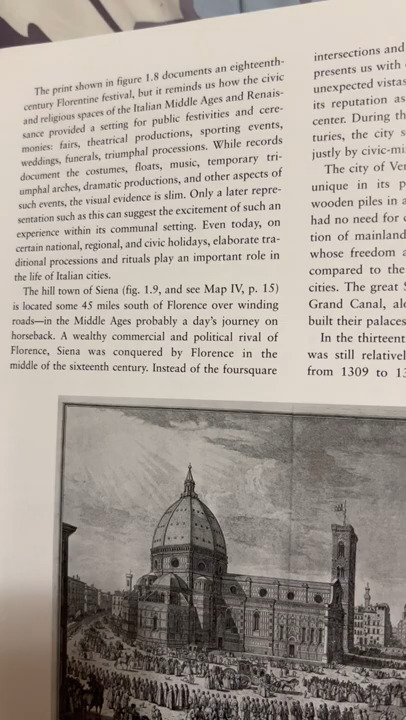 The print shown in figure 1.8 documents an eighteenth-
century Florentine festival, but it reminds us how the civic
and religious spaces of the Italian Middle Ages and Renais-
sance provided a setting for public festivities and cere-
monies: fairs, theatrical productions, sporting events,
weddings, funerals, triumphal processions. While records
document the costumes, floats, music, temporary tri-
umphal arches, dramatic productions, and other aspects of
such events, the visual evidence is slim. Only a later repre-
sentation such as this can suggest the excitement of such an
experience within its communal setting. Even today, on
certain national, regional, and civic holidays, elaborate tra-
ditional processions and rituals play an important role in
the life of Italian cities.
The hill town of Siena (fig. 1.9, and see Map IV, p. 15)
is located some 45 miles south of Florence over winding
roads—in the Middle Ages probably a day's journey on
horseback. A wealthy commercial and political rival of
Florence, Siena was conquered by Florence in the
middle of the sixteenth century. Instead of the foursquare
intersections and
presents us with
unexpected vistas
its reputation as
center. During th
turies, the city s
justly by civic-mi
The city of Ver
unique in its p
wooden piles in a
had no need for
tion of mainland
whose freedom a
compared to the
cities. The great S
Grand Canal, alo
built their palaces
In the thirteent
was still relativel
from 1309 to 13